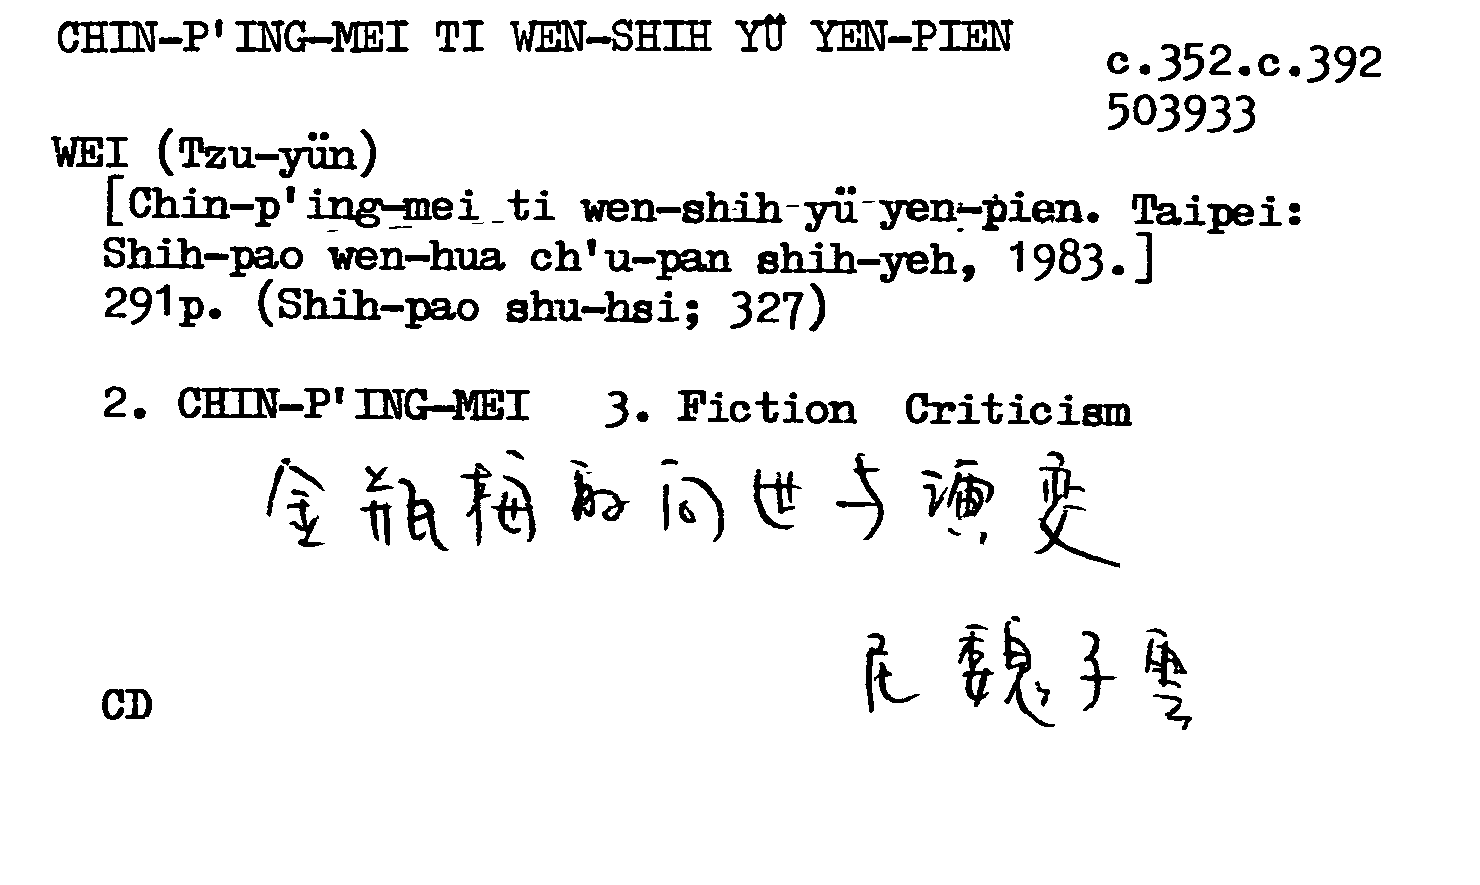 CHIN-P'ING-MEI TI WEN-SHIH YÜ YEN-PIEN
c.352.c.392
503933
WEI (Tzu-yün)
[Chin-p'ing-mei ti wen-shih yü yen-pien. Taipei:
Shih-pao wen-hua ch'u-pan shih-yeh, 1983.]
291p. (Shih-pao shu-hsi; 327)
2. CHIN-P'ING-MEI 3. Fiction Criticism
金瓶梅的问世与演变
民 魏子雲
CD